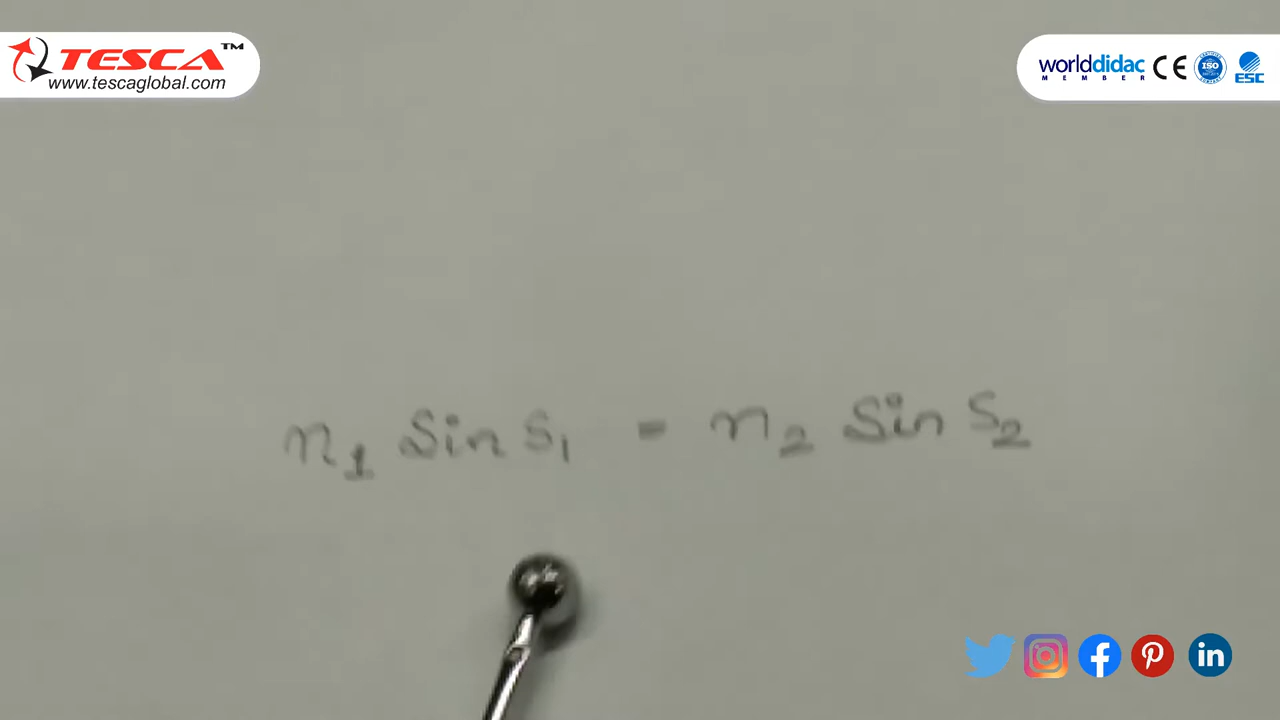 TESCA™
www.tescaglobal.com
worlddidac
MEMBER
CE
ISO
ESC
n₁ Sin S₁ = n₂ Sin S₂